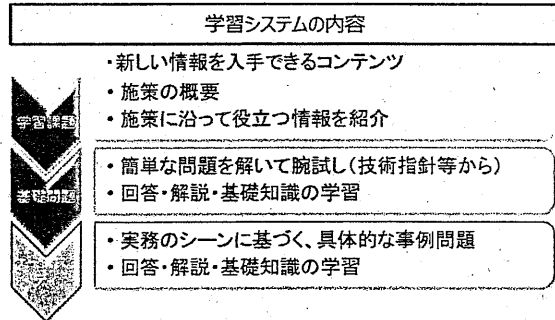 学習システムの内容
・新しい情報を入手できるコンテンツ
・施策の概要
・施策に沿って役立つ情報を紹介
学習課題
・簡単な問題を解いて腕試し(技術指針等から)
・回答・解説・基礎知識の学習
基礎問題
・実務のシーンに基づく、具体的な事例問題
・回答・解説・基礎知識の学習